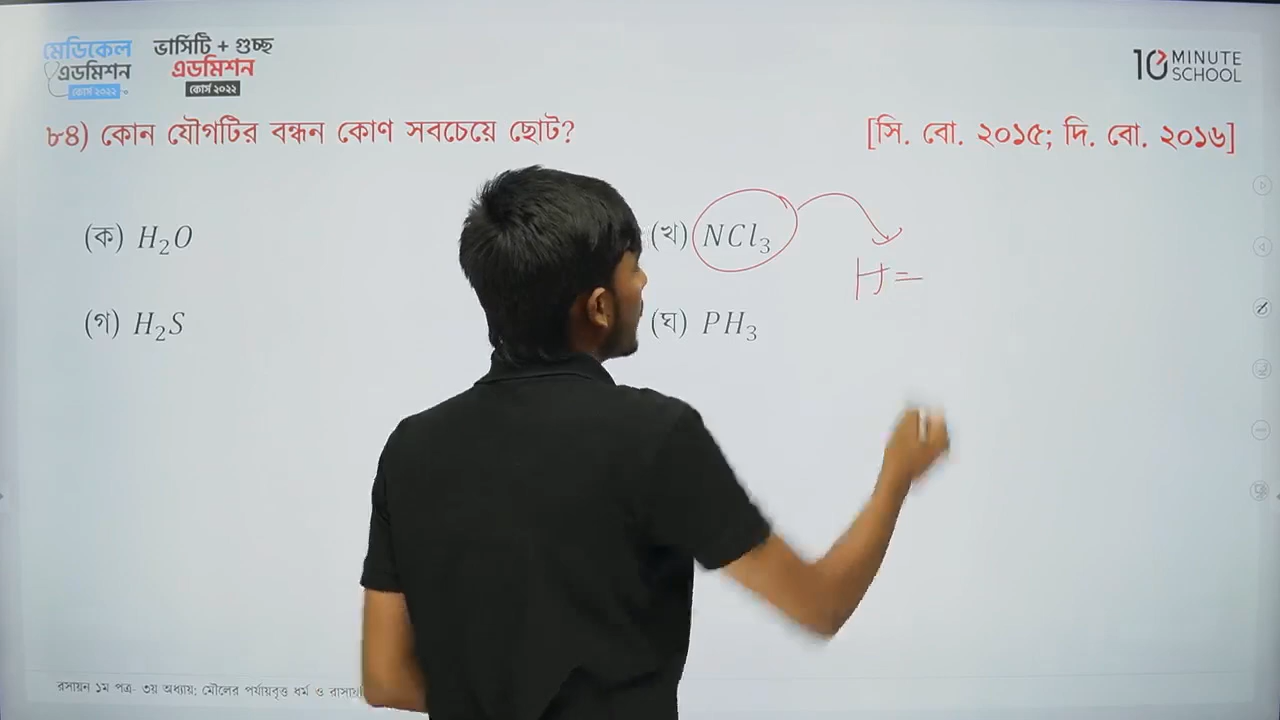 মেডিকেল
এডমিশন
কোর্স ২০২২
ভার্সিটি + গুচ্ছ
এডমিশন
কোর্স ২০২২
10 MINUTE
SCHOOL
৮৪) কোন যৌগটির বন্ধন কোণ সবচেয়ে ছোট? [সি. বো. ২০১৫; দি. বো. ২০১৬]
(ক) H₂O (খ) NCl₃
H =
(গ) H₂S (ঘ) PH₃
রসায়ন ১ম পত্র- ৩য় অধ্যায়; মৌলের পর্যায়বৃত্ত ধর্ম ও